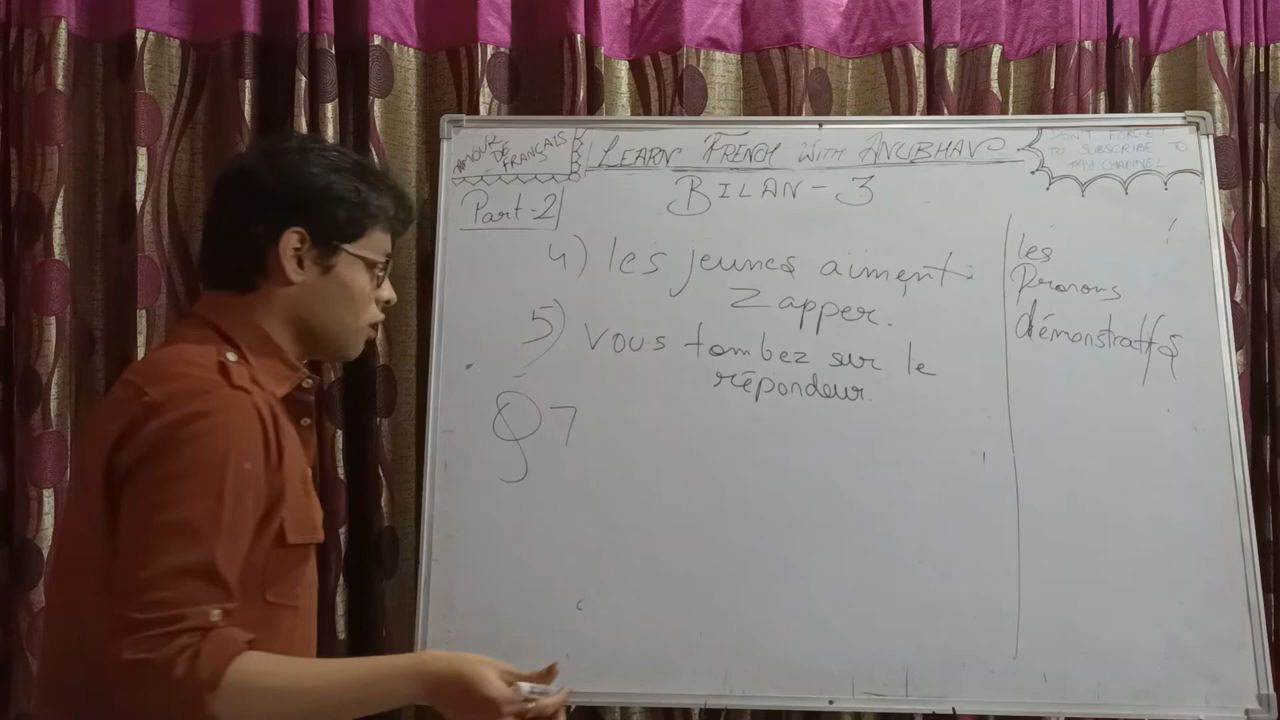 AMOUR DE FRANÇAIS
LEARN FRENCH WITH ANUBHAV
DON'T FORGET
TO SUBSCRIBE TO
MY CHANNEL
BILAN - 3
Part-2
4) les jeunes aiment
zapper.
5) vous tombez sur le
répondeur
Q7
les
Pronons
démonstratifs